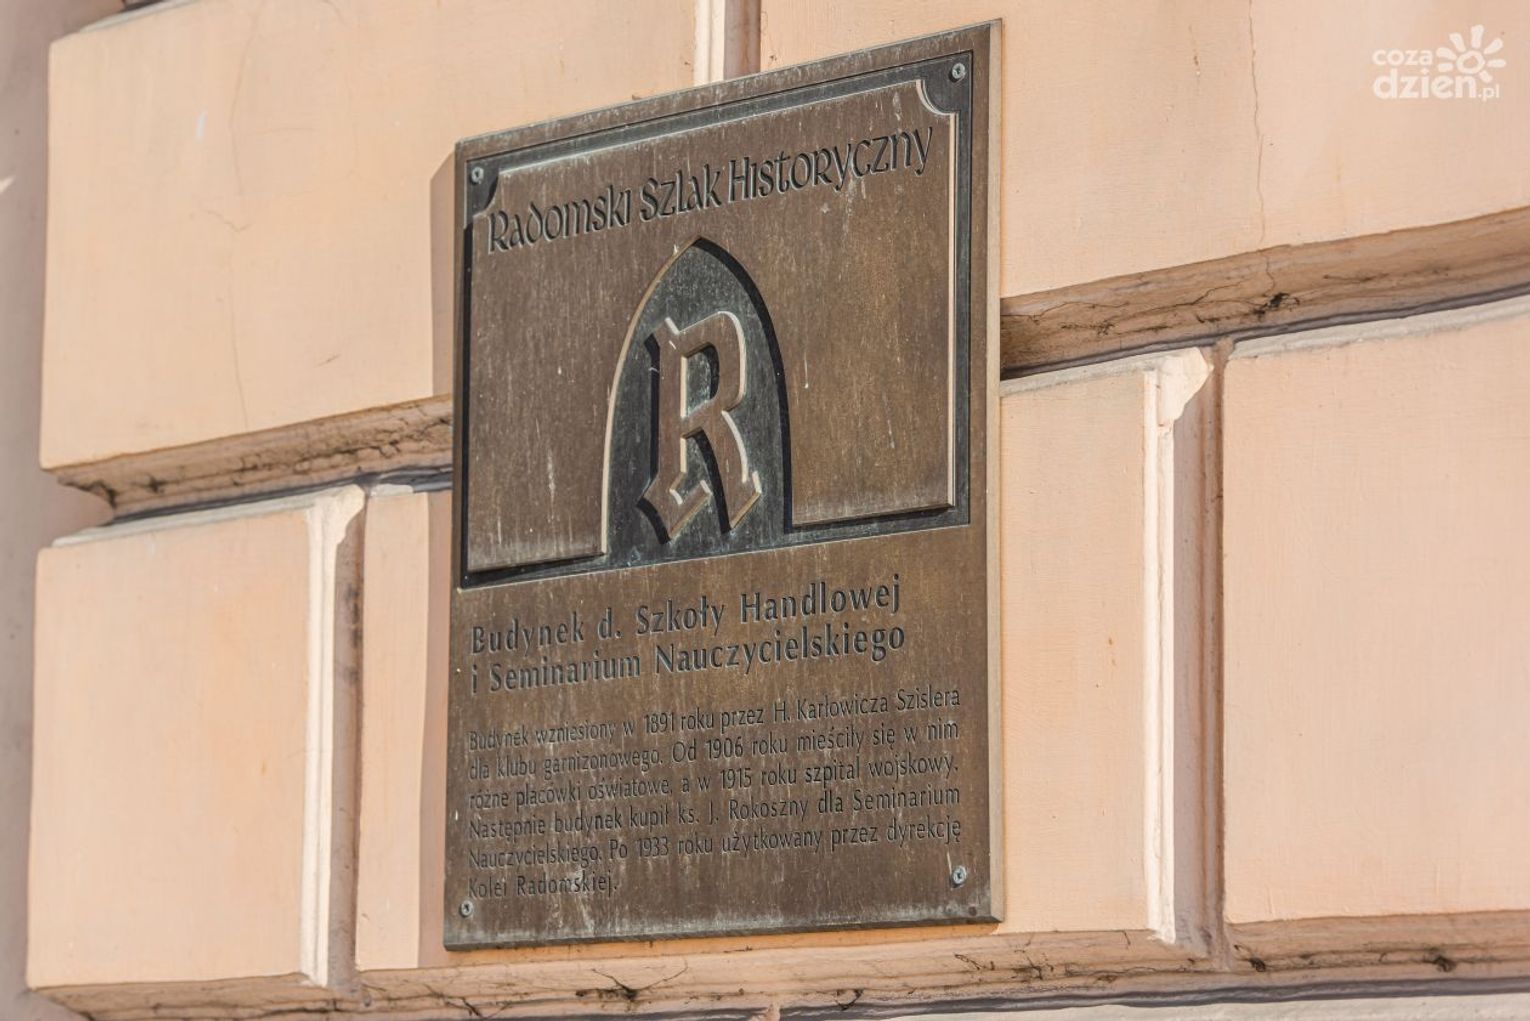 coza
dzień.pl
Radomski Szlak Historyczny
R
Budynek d. Szkoły Handlowej
i Seminarium Nauczycielskiego
Budynek wzniesiony w 1891 roku przez H. Karłowicza Szislera
dla klubu garnizonowego. Od 1906 roku mieściły się w nim
różne placówki oświatowe, a w 1915 roku szpital wojskowy.
Następnie budynek kupił ks. J. Rokoszny dla Seminarium
Nauczycielskiego. Po 1933 roku użytkowany przez dyrekcję
Kolei Radomskiej.